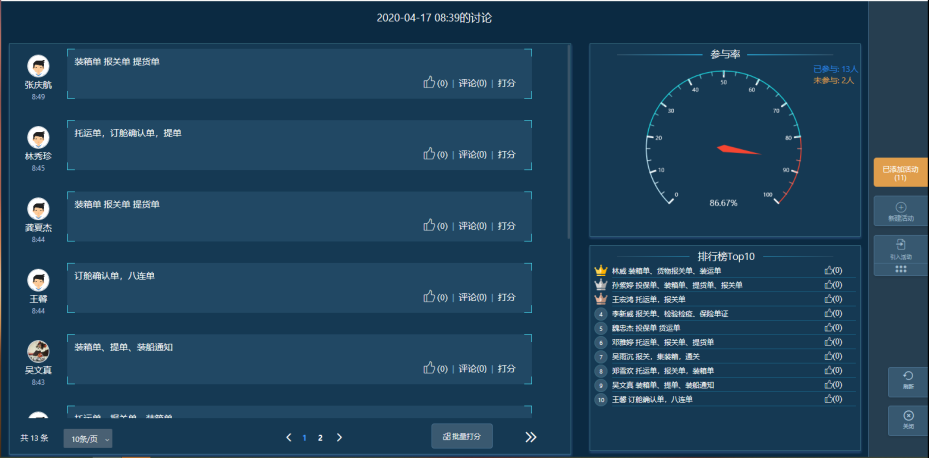 2020-04-17 08:39的讨论
张庆航
8:49
装箱单 报关单 提货单
(0) | 评论(0) | 打分
林秀珍
8:45
托运单，订舱确认单，提单
(0) | 评论(0) | 打分
龚夏杰
8:44
装箱单 报关单 提货单
(0) | 评论(0) | 打分
王馨
8:44
订舱确认单，八连单
(0) | 评论(0) | 打分
吴文真
8:43
装箱单、提单、装船通知
(0) | 评论(0) | 打分
共 13 条
10条/页
1 2
批量打分
参与率
已参与: 13人
未参与: 2人
0
10
20
30
40
50
60
70
80
90
100
86.67%
排行榜Top10
林威 装箱单、货物报关单、装运单 (0)
孙紫婷 投保单、装箱单、提货单、报关单 (0)
王宏鸿 托运单，报关单 (0)
4 李新威 报关单、检验检疫、保险单证 (0)
5 魏忠杰 投保单 货运单 (0)
6 邓雅婷 托运单、报关单、提货单 (0)
7 吴雨沉 报关，集装箱，通关 (0)
8 郑雪欢 托运单，报关单，装箱单 (0)
9 吴文真 装箱单、提单、装船通知 (0)
10 王馨 订舱确认单，八连单 (0)
已添加活动
(11)
新建活动
引入活动
刷新
关闭